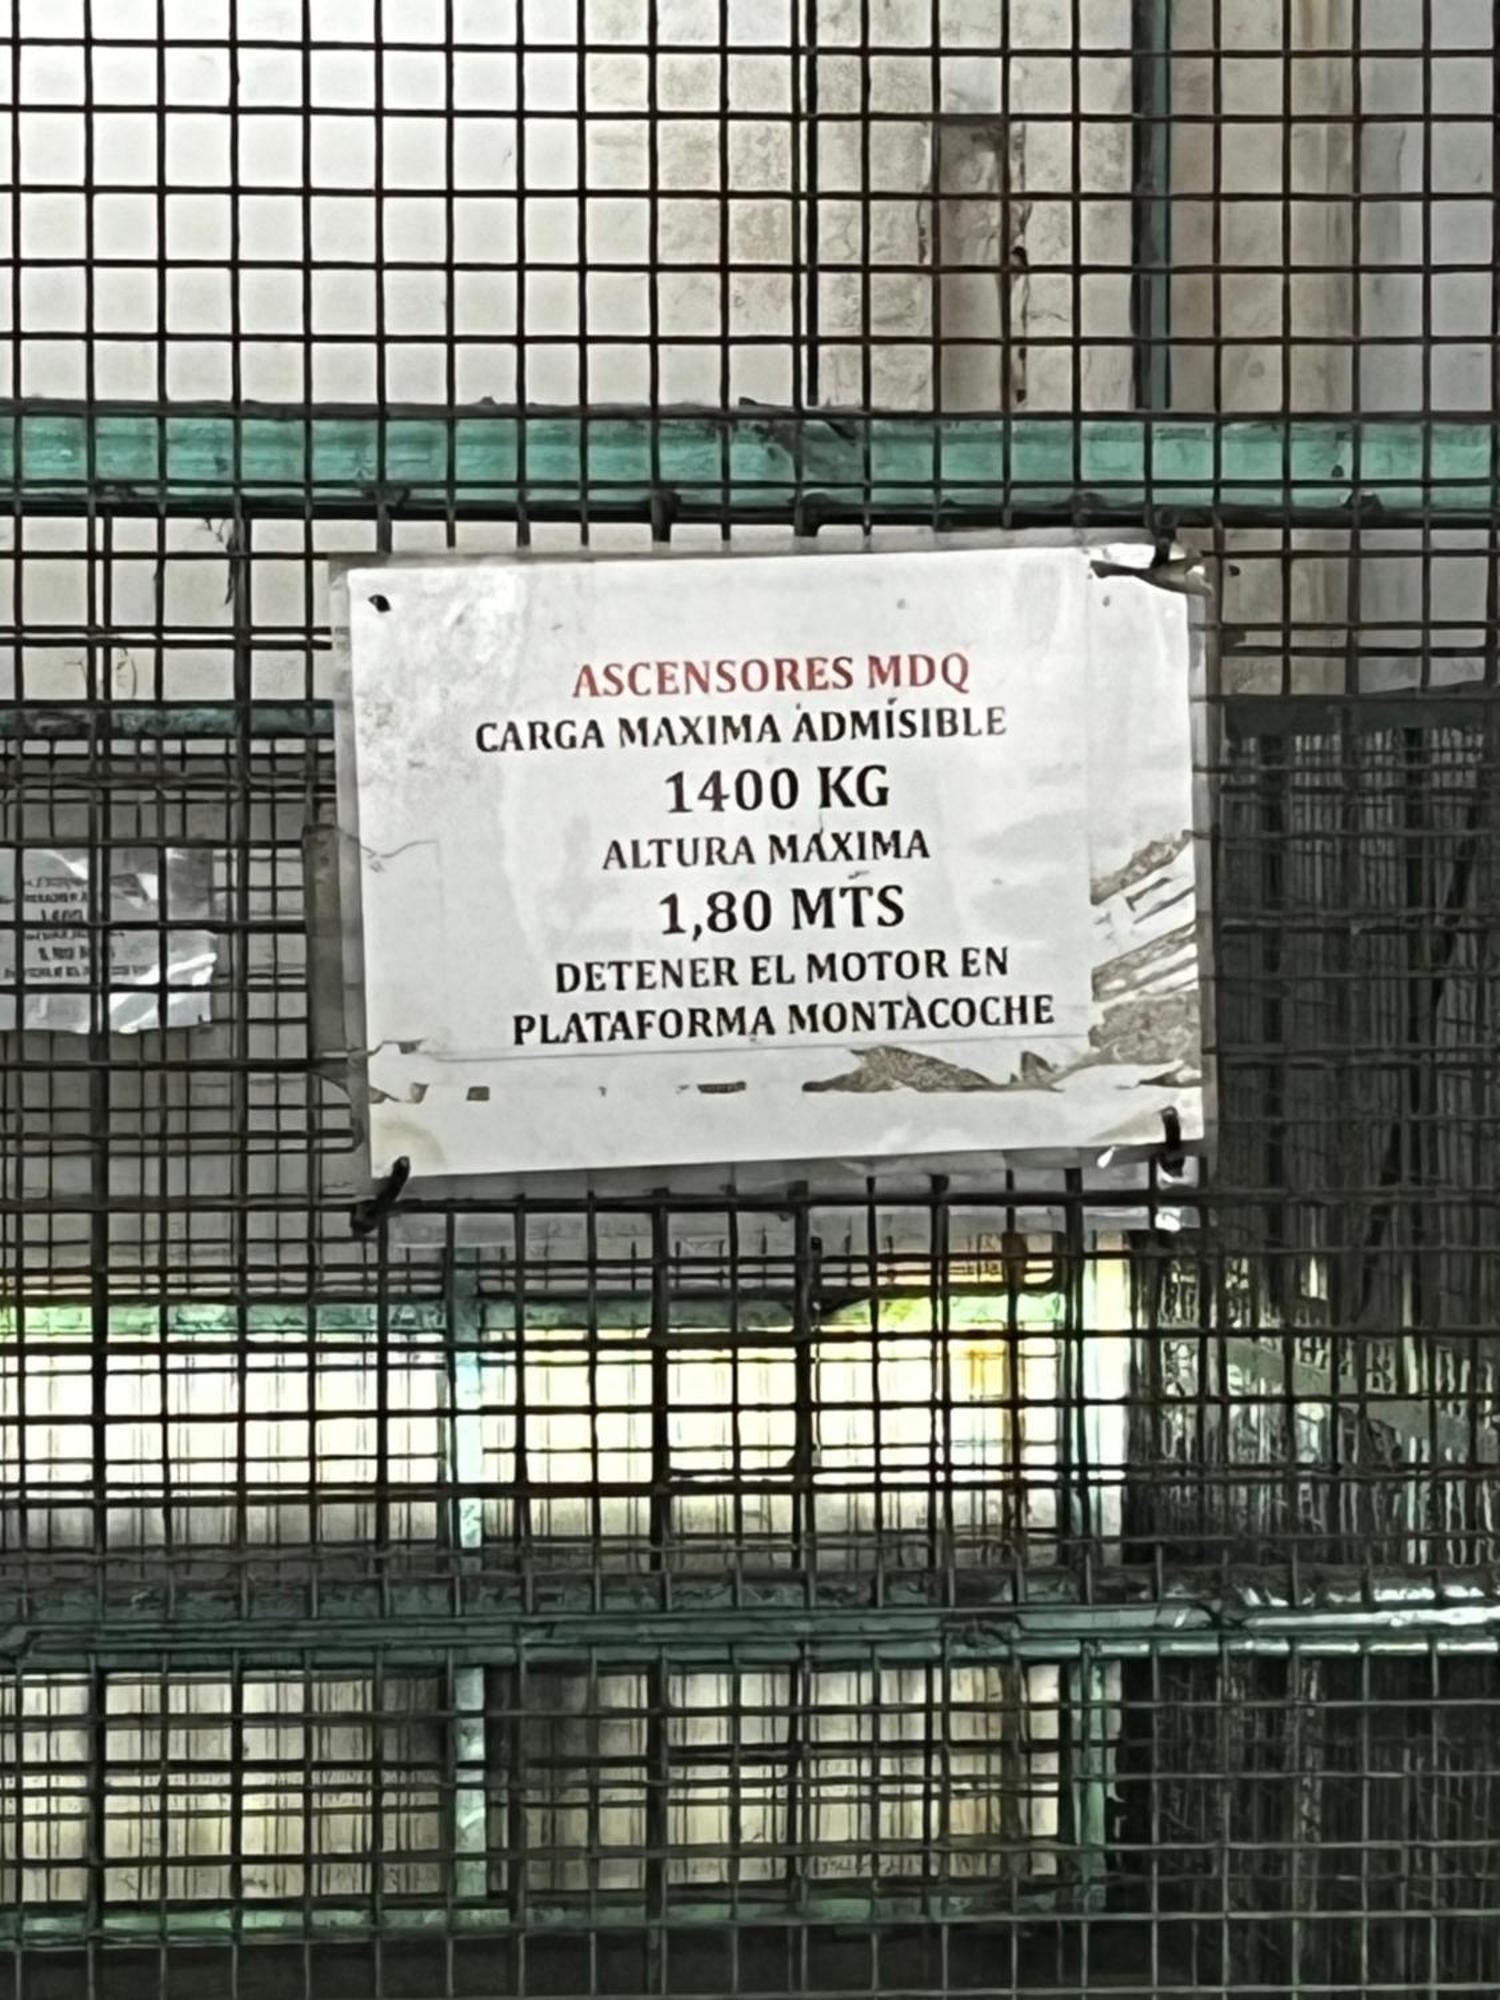 ASCENSORES MDQ
CARGA MAXIMA ADMISIBLE
1400 KG
ALTURA MAXIMA
1,80 MTS
DETENER EL MOTOR EN
PLATAFORMA MONTACOCHE